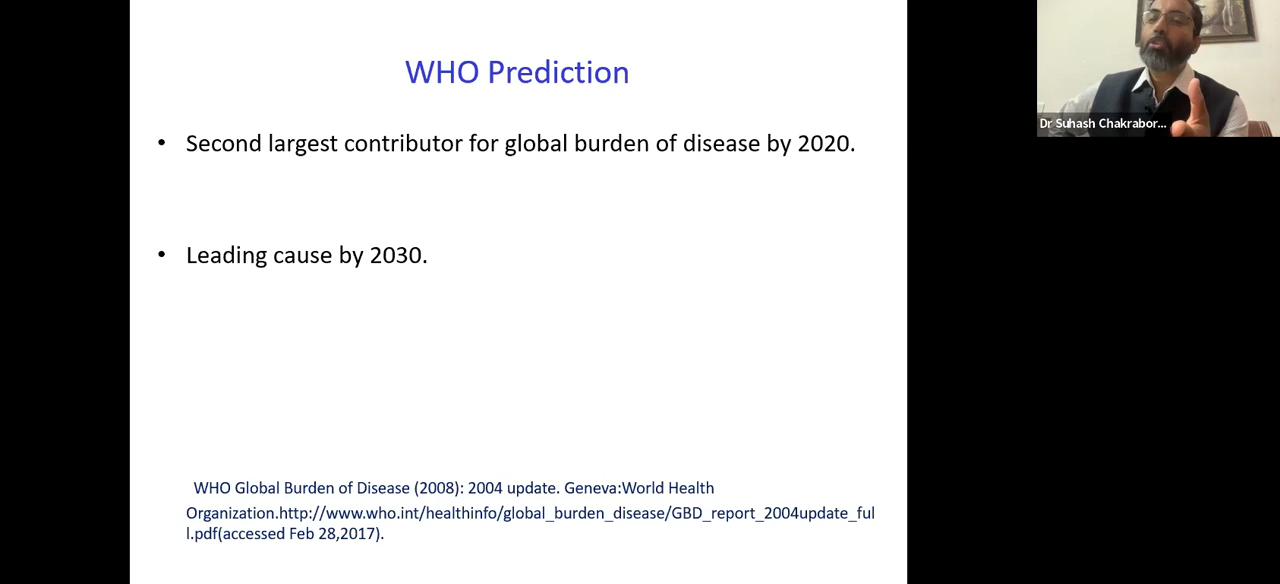 WHO Prediction
• Second largest contributor for global burden of disease by 2020.
• Leading cause by 2030.
WHO Global Burden of Disease (2008): 2004 update. Geneva:World Health
Organization.http://www.who.int/healthinfo/global_burden_disease/GBD_report_2004update_ful
l.pdf(accessed Feb 28,2017).
Dr Suhash Chakrabor...